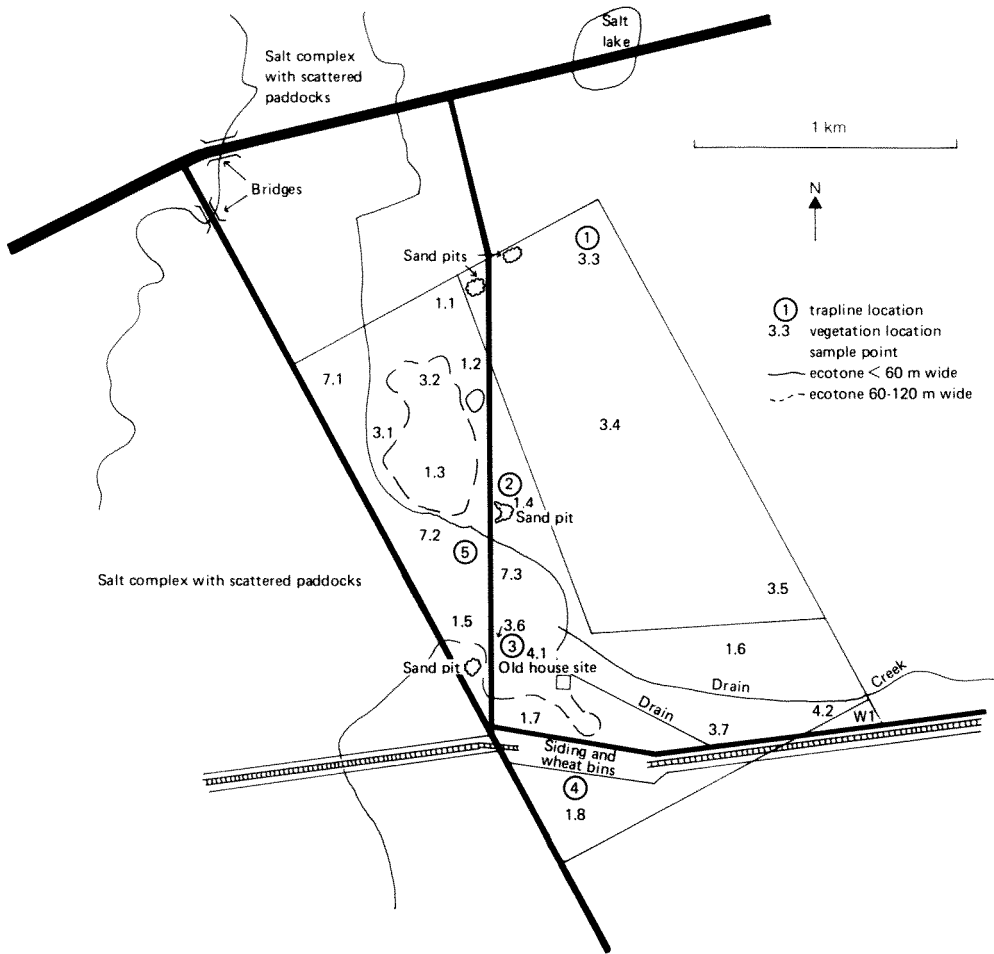 Salt
lake
Salt complex
with scattered
paddocks
1 km
Bridges
N
Sand pits
1
3.3
1.1
1 trapline location
3.3 vegetation location
sample point
ecotone < 60 m wide
ecotone 60-120 m wide
1.2
7.1
3.2
3.1
3.4
1.3
2
1.4
Sand pit
7.2
5
7.3
Salt complex with scattered paddocks
3.5
1.5
3.6
3
4.1
1.6
Sand pit
Old house site
Drain
Creek
Drain
4.2
W1
1.7
3.7
Siding and
wheat bins
4
1.8